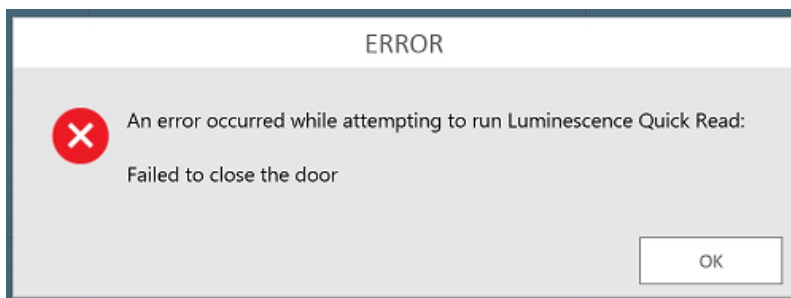 ERROR
An error occurred while attempting to run Luminescence Quick Read:
Failed to close the door
OK